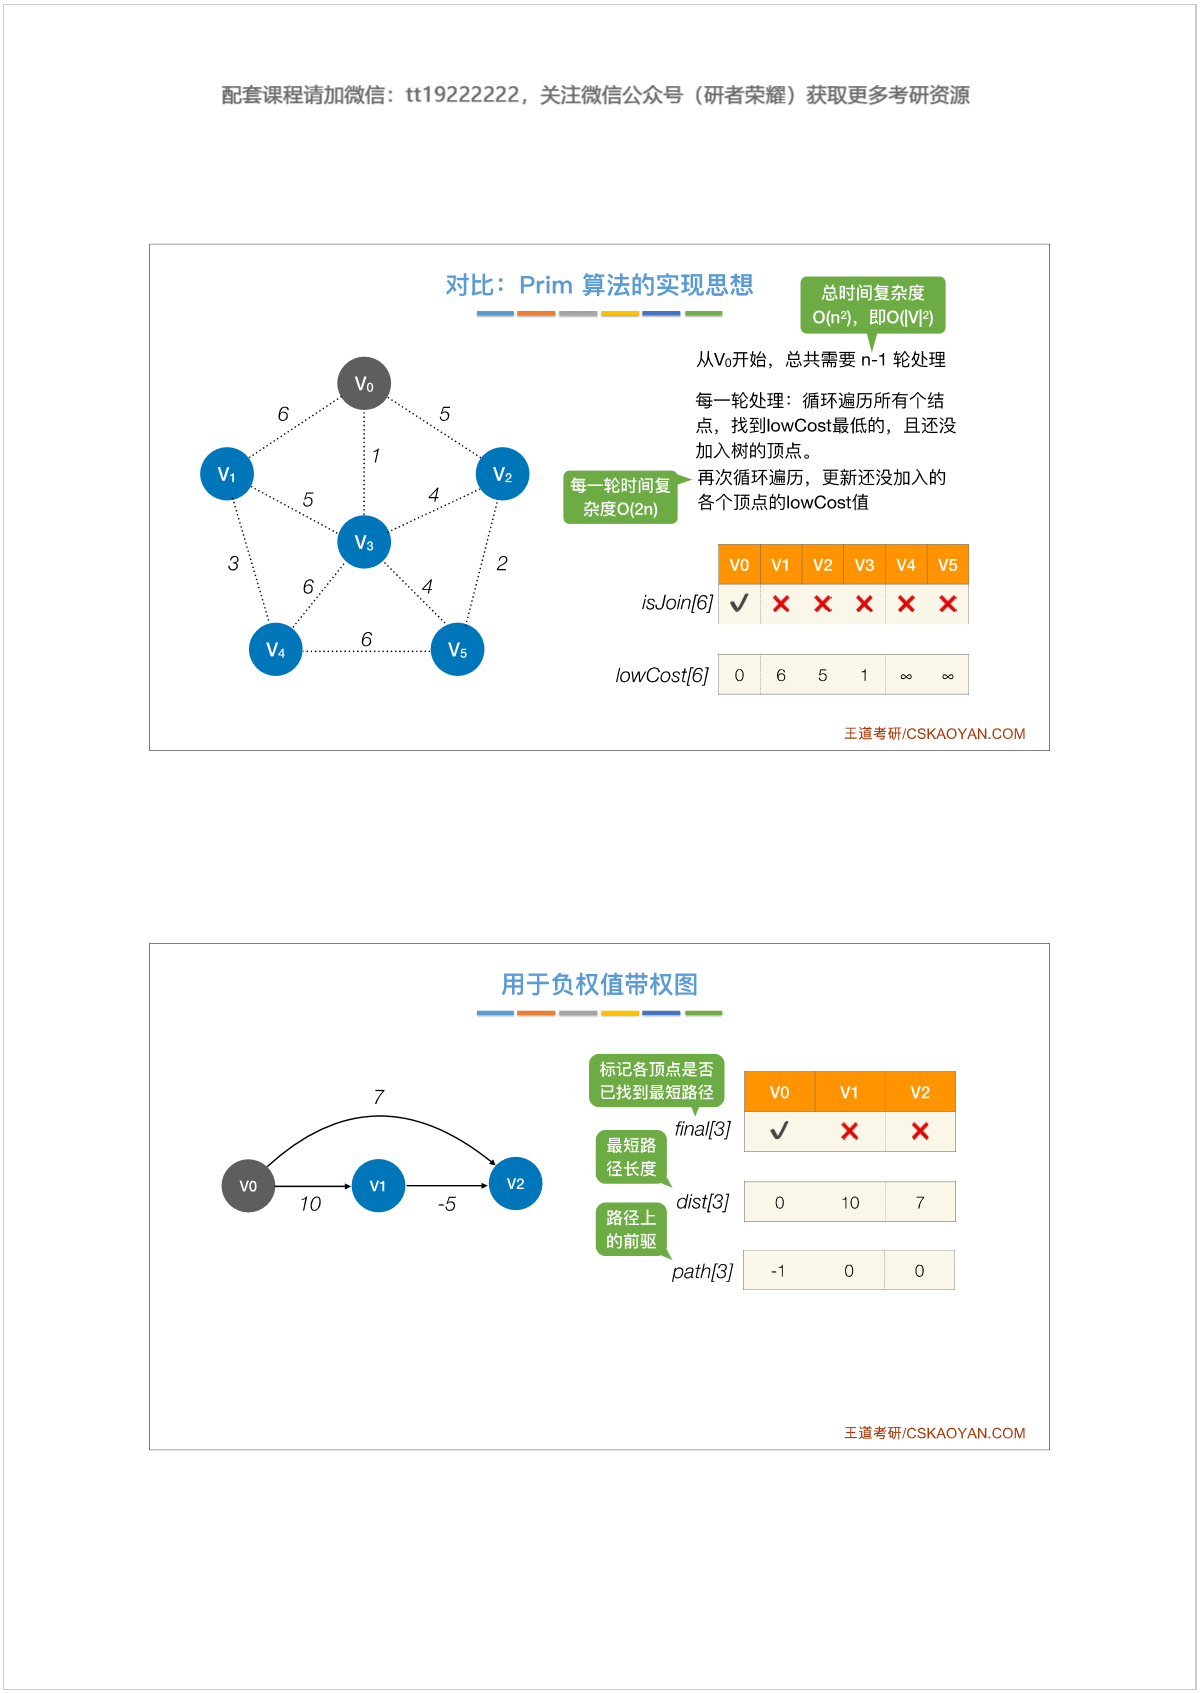 配套课程请加微信：tt19222222，关注微信公众号（研者荣耀）获取更多考研资源
对比：Prim 算法的实现思想
总时间复杂度
O(n²)，即O(|V|²)
从V₀开始，总共需要 n-1 轮处理
每一轮处理：循环遍历所有个结
点，找到lowCost最低的，且还没
加入树的顶点。
再次循环遍历，更新还没加入的
各个顶点的lowCost值
每一轮时间复
杂度O(2n)
V₀
6
5
1
V₁
V₂
5
4
V₃
3
2
6
4
V₄
6
V₅
V0 V1 V2 V3 V4 V5
isJoin[6] ✔ ❌ ❌ ❌ ❌ ❌
lowCost[6] 0 6 5 1 ∞ ∞
王道考研/CSKAOYAN.COM
用于负权值带权图
7
V0
10
V1
-5
V2
标记各顶点是否
已找到最短路径
V0 V1 V2
final[3] ✔ ❌ ❌
最短路
径长度
dist[3] 0 10 7
路径上
的前驱
path[3] -1 0 0
王道考研/CSKAOYAN.COM